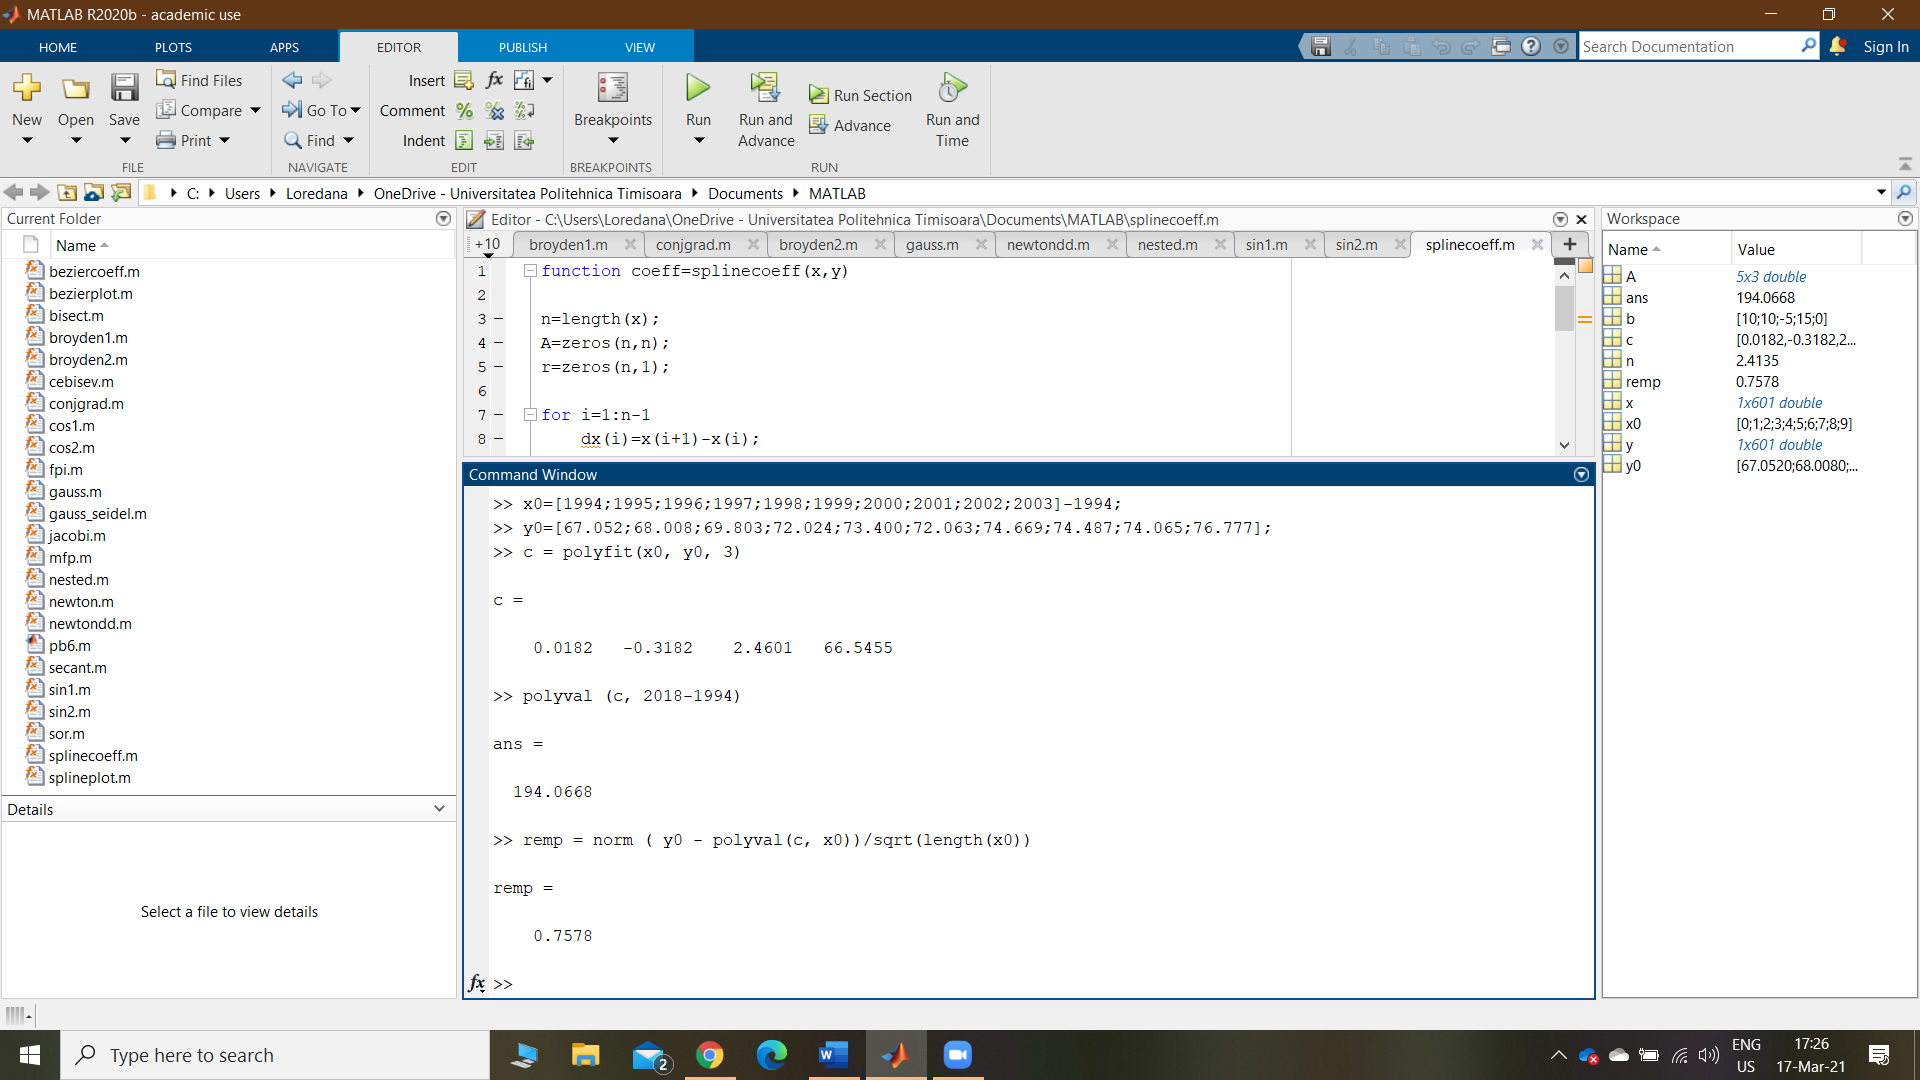 MATLAB R2020b - academic use
HOME PLOTS APPS EDITOR PUBLISH VIEW
Search Documentation
Sign In
New Open Save
Find Files
Compare
Print
FILE
Go To
Find
NAVIGATE
Insert fx
Comment
Indent
EDIT
Breakpoints
BREAKPOINTS
Run
Run and Advance
Run Section
Advance
Run and Time
RUN
C: Users Loredana OneDrive - Universitatea Politehnica Timisoara Documents MATLAB
Current Folder
Name
beziercoeff.m
bezierplot.m
bisect.m
broyden1.m
broyden2.m
cebisev.m
conjgrad.m
cos1.m
cos2.m
fpi.m
gauss.m
gauss_seidel.m
jacobi.m
mfp.m
nested.m
newton.m
newtondd.m
pb6.m
secant.m
sin1.m
sin2.m
sor.m
splinecoeff.m
splineplot.m
Details
Select a file to view details
Editor - C:\Users\Loredana\OneDrive - Universitatea Politehnica Timisoara\Documents\MATLAB\splinecoeff.m
+10 broyden1.m conjgrad.m broyden2.m gauss.m newtondd.m nested.m sin1.m sin2.m splinecoeff.m
1 function coeff=splinecoeff(x,y)
2
3 n=length(x);
4 A=zeros(n,n);
5 r=zeros(n,1);
6
7 for i=1:n-1
8 dx(i)=x(i+1)-x(i);
Command Window
>> x0=[1994;1995;1996;1997;1998;1999;2000;2001;2002;2003]-1994;
>> y0=[67.052;68.008;69.803;72.024;73.400;72.063;74.669;74.487;74.065;76.777];
>> c = polyfit(x0, y0, 3)
c =
0.0182 -0.3182 2.4601 66.5455
>> polyval (c, 2018-1994)
ans =
194.0668
>> remp = norm ( y0 - polyval(c, x0))/sqrt(length(x0))
remp =
0.7578
fx >>
Workspace
Name Value
A 5x3 double
ans 194.0668
b [10;10;-5;15;0]
c [0.0182,-0.3182,2...
n 2.4135
remp 0.7578
x 1x601 double
x0 [0;1;2;3;4;5;6;7;8;9]
y 1x601 double
y0 [67.0520;68.0080;...
Type here to search
2
ENG
US
17:26
17-Mar-21